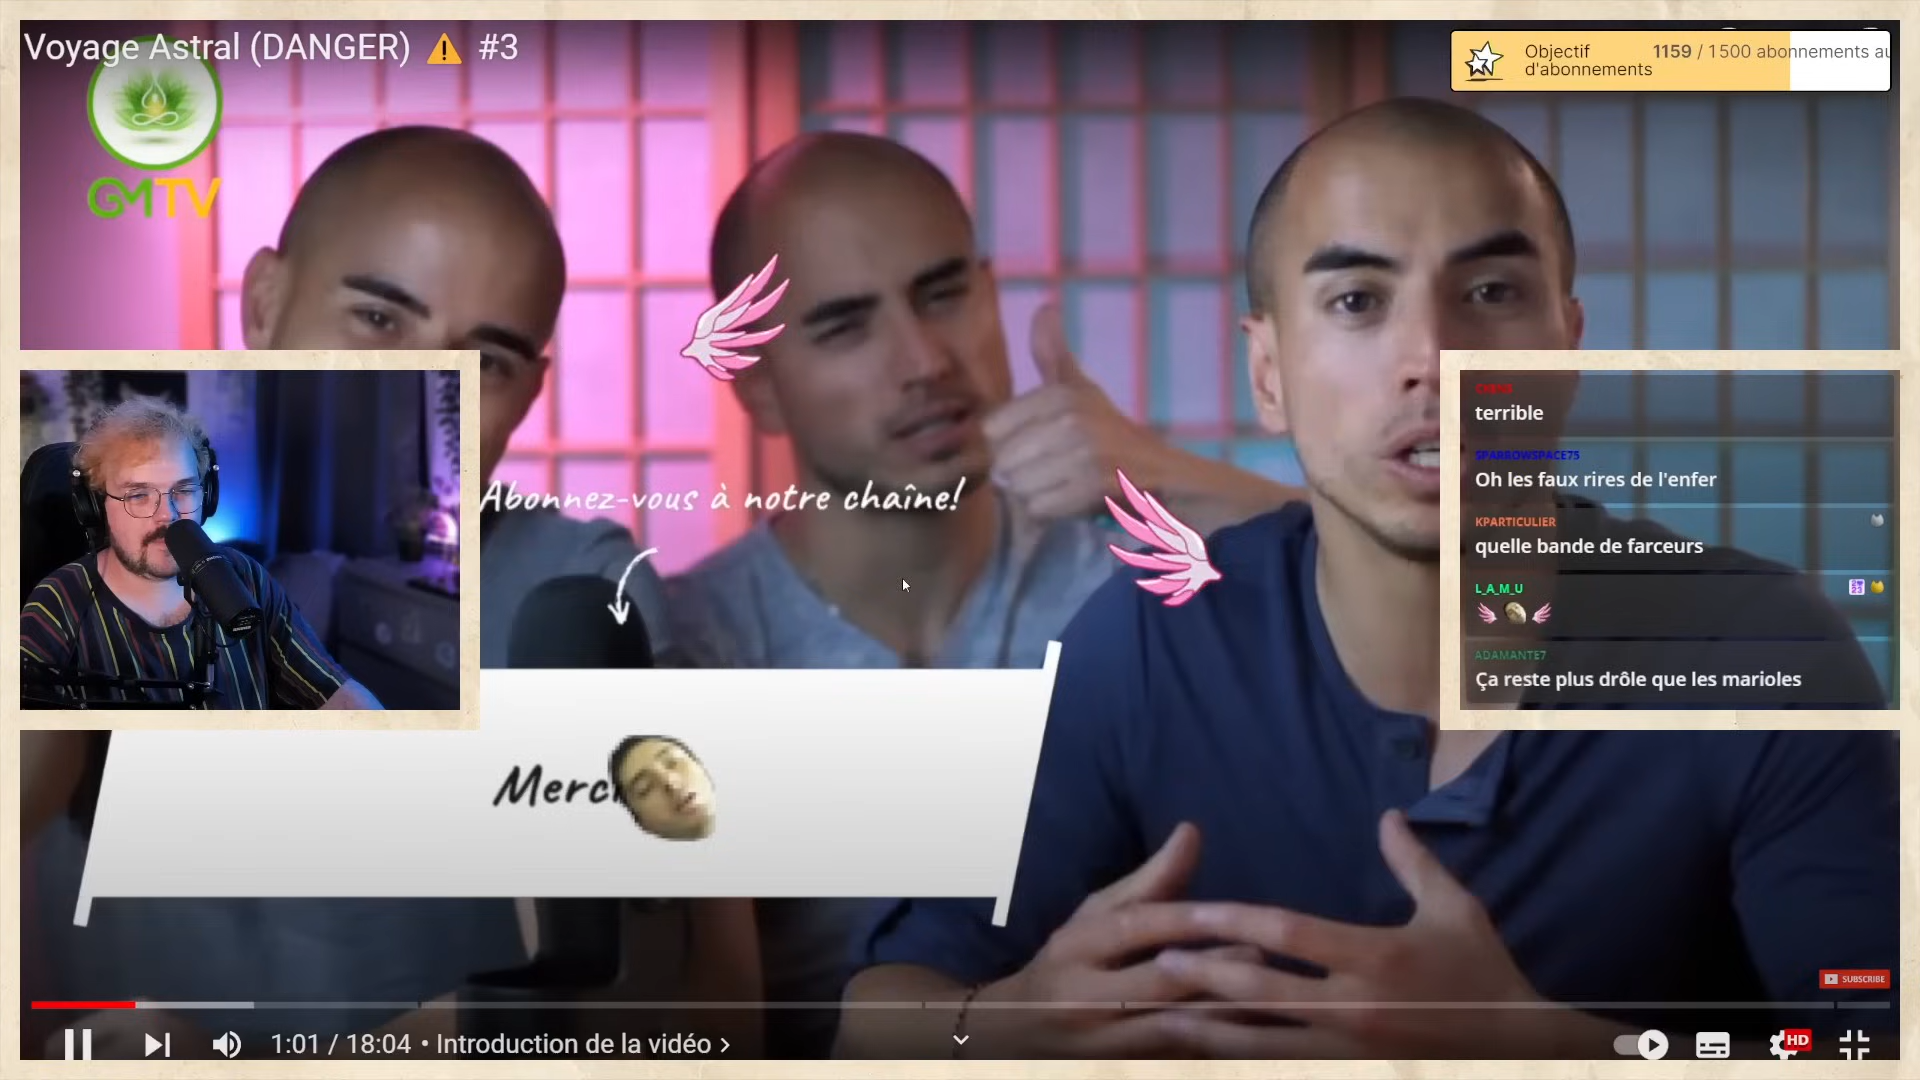 Voyage Astral (DANGER) ⚠️ #3
Objectif d'abonnements
1159 / 1500 abonnements au
GMTV
terrible
SPARROWSPACE75
Oh les faux rires de l'enfer
KPARTICULIER
quelle bande de farceurs
L_A_M_U
ADAMANTE7
Ça reste plus drôle que les marioles
Abonnez-vous à notre chaîne!
Merci
SUBSCRIBE
1:01 / 18:04 • Introduction de la vidéo >
HD